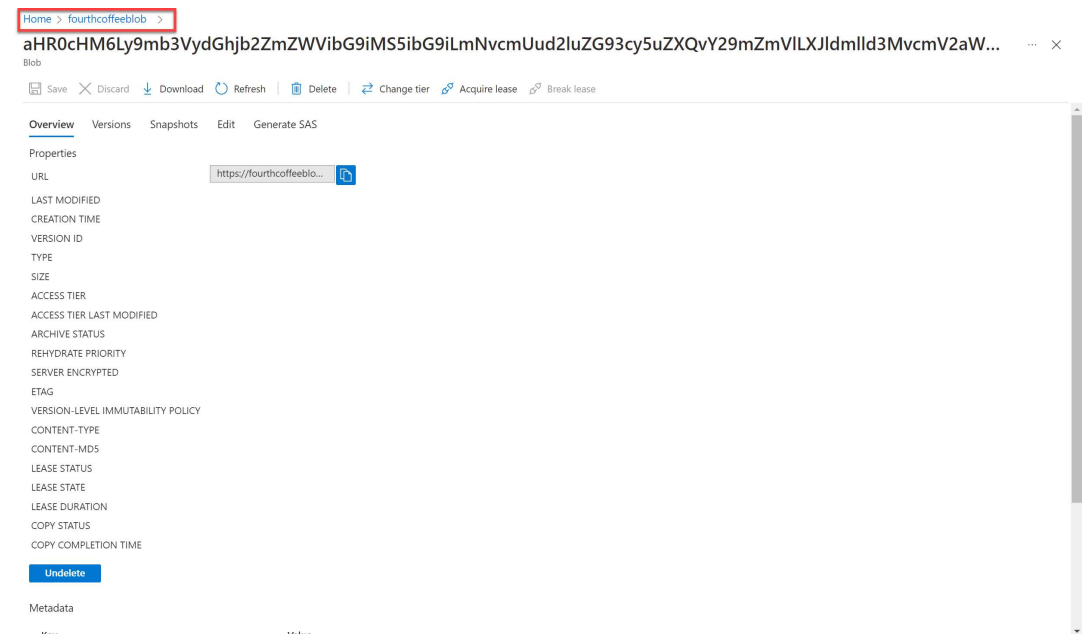 Home > fourthcoffeeblob >
aHR0cHM6Ly9mb3VydGhjb2ZmZWVibG9iMS5ibG9iLmNvcmUud2luZG93cy5uZXQvY29mZmVlLXJldmlld3MvcmV2aW...
Blob
Save Discard Download Refresh Delete Change tier Acquire lease Break lease
Overview Versions Snapshots Edit Generate SAS
Properties
URL https://fourthcoffeeblo...
LAST MODIFIED
CREATION TIME
VERSION ID
TYPE
SIZE
ACCESS TIER
ACCESS TIER LAST MODIFIED
ARCHIVE STATUS
REHYDRATE PRIORITY
SERVER ENCRYPTED
ETAG
VERSION-LEVEL IMMUTABILITY POLICY
CONTENT-TYPE
CONTENT-MD5
LEASE STATUS
LEASE STATE
LEASE DURATION
COPY STATUS
COPY COMPLETION TIME
Undelete
Metadata
Key Value